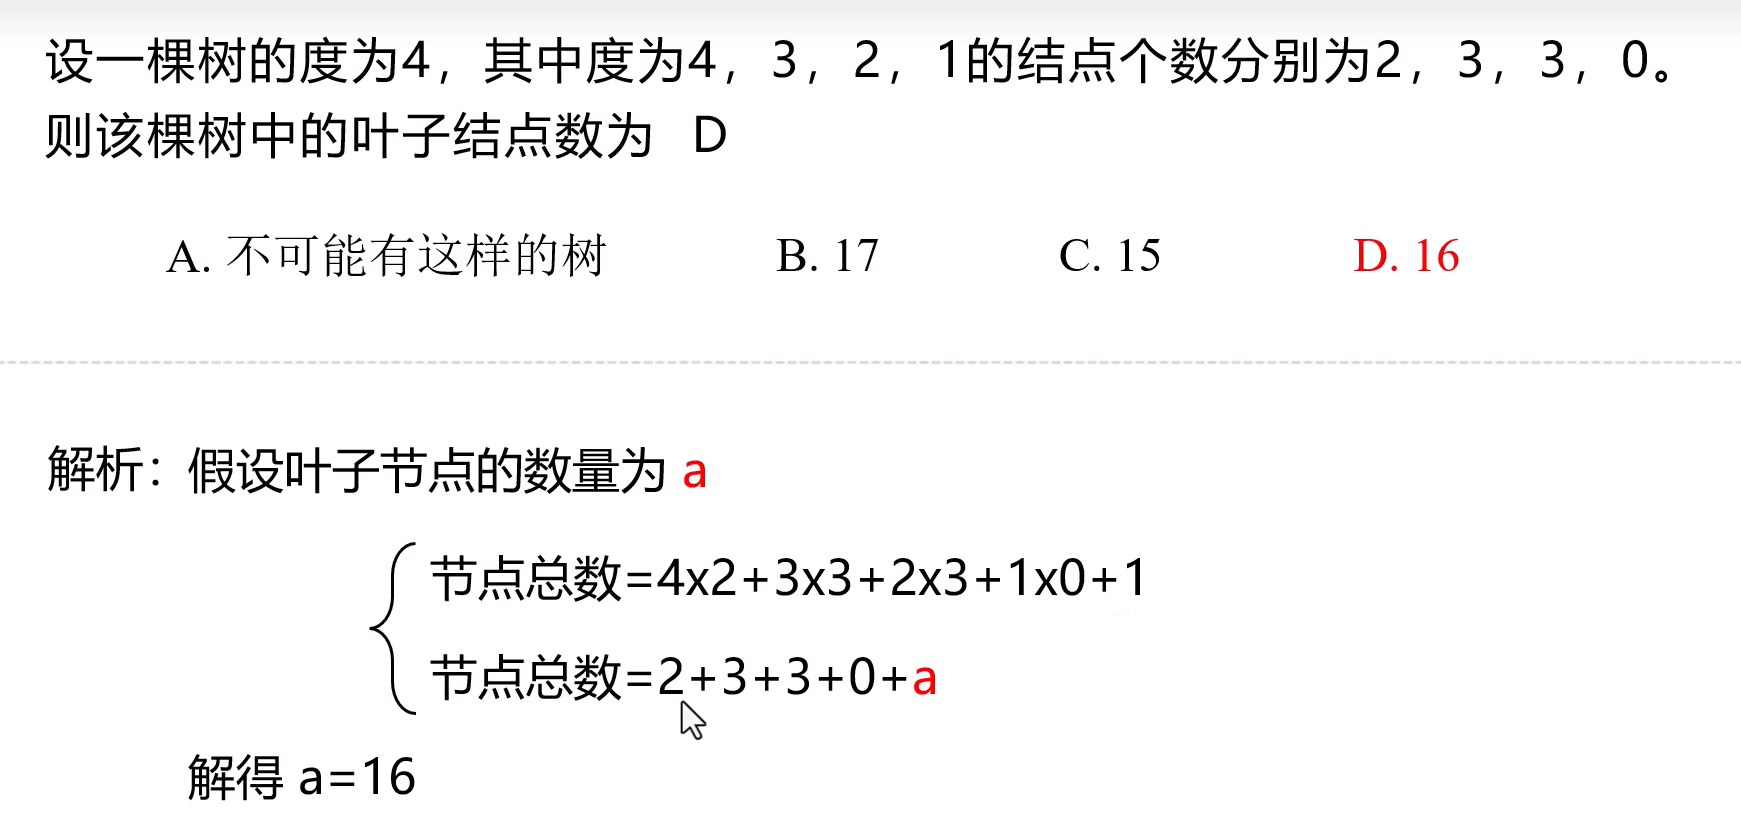 设一棵树的度为4，其中度为4，3，2，1的结点个数分别为2，3，3，0。
则该棵树中的叶子结点数为 D
A. 不可能有这样的树 B. 17 C. 15 D. 16
解析：假设叶子节点的数量为 a
节点总数=4x2+3x3+2x3+1x0+1
节点总数=2+3+3+0+a
解得 a=16